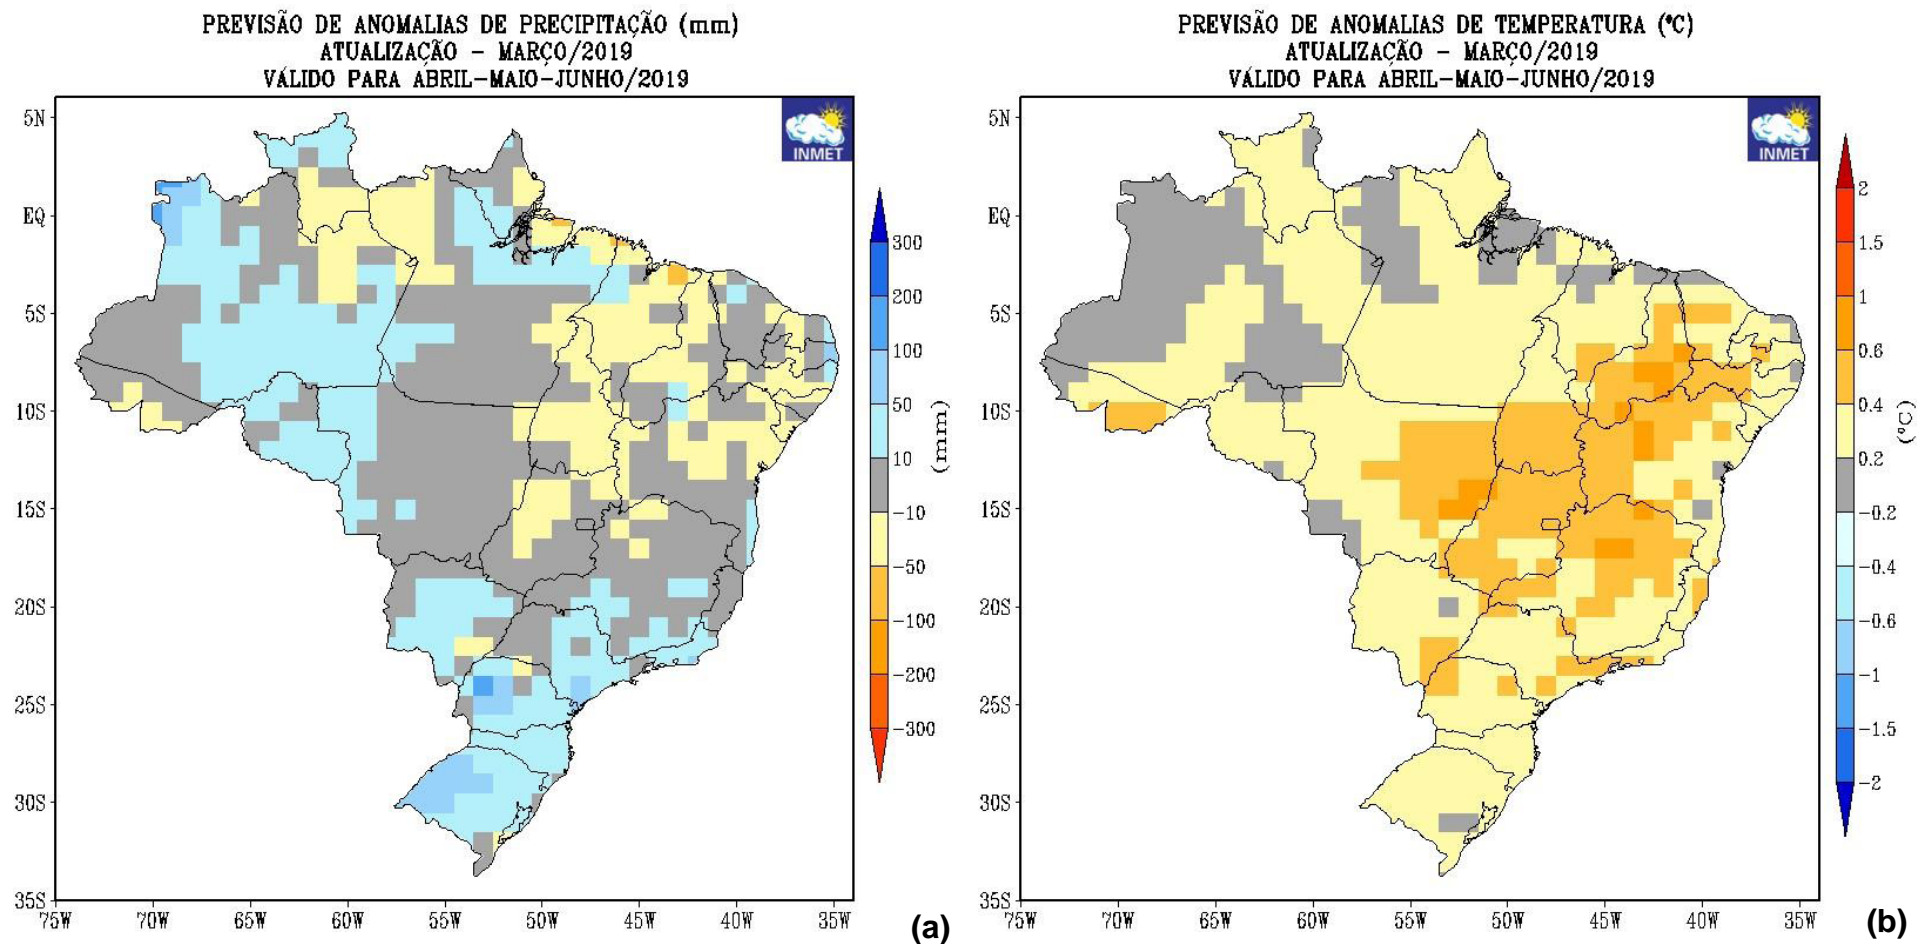 PREVISÃO DE ANOMALIAS DE PRECIPITAÇÃO (mm)
ATUALIZAÇÃO - MARÇO/2019
VÁLIDO PARA ABRIL-MAIO-JUNHO/2019
INMET
5N
EQ
5S
10S
15S
20S
25S
30S
35S
75W 70W 65W 60W 55W 50W 45W 40W 35W
300
200
100
50
10
-10
-50
-100
-200
-300
(mm)
(a)
PREVISÃO DE ANOMALIAS DE TEMPERATURA (°C)
ATUALIZAÇÃO - MARÇO/2019
VÁLIDO PARA ABRIL-MAIO-JUNHO/2019
INMET
5N
EQ
5S
10S
15S
20S
25S
30S
35S
75W 70W 65W 60W 55W 50W 45W 40W 35W
2
1.5
1
0.6
0.4
0.2
-0.2
-0.4
-0.6
-1
-1.5
-2
(°C)
(b)